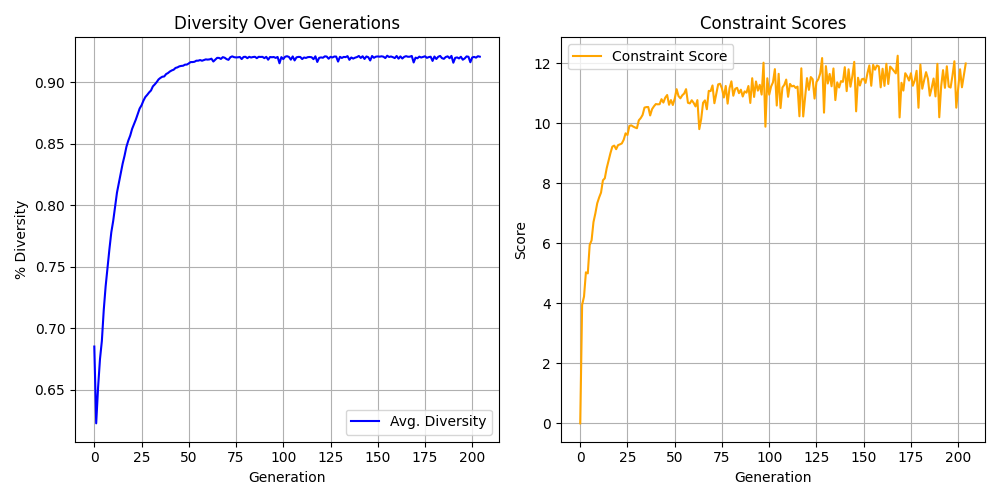 Diversity Over Generations
% Diversity
0.90
0.85
0.80
0.75
0.70
0.65
Avg. Diversity
0 25 50 75 100 125 150 175 200
Generation
Constraint Scores
Score
Constraint Score
12
10
8
6
4
2
0
0 25 50 75 100 125 150 175 200
Generation